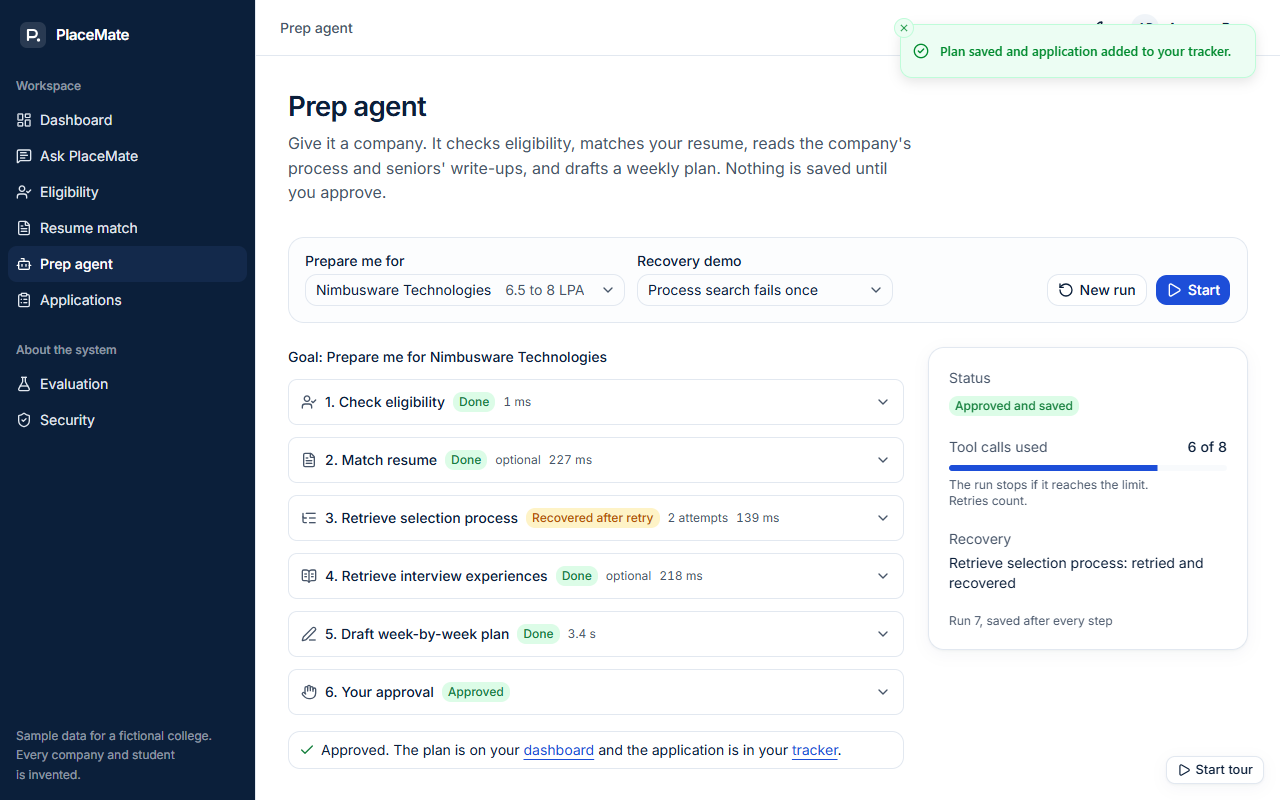 P. PlaceMate
Workspace
Dashboard
Ask PlaceMate
Eligibility
Resume match
Prep agent
Applications
About the system
Evaluation
Security
Sample data for a fictional college.
Every company and student
is invented.
Prep agent
Plan saved and application added to your tracker.
Prep agent
Give it a company. It checks eligibility, matches your resume, reads the company's
process and seniors' write-ups, and drafts a weekly plan. Nothing is saved until
you approve.
Prepare me for
Nimbusware Technologies 6.5 to 8 LPA
Recovery demo
Process search fails once
New run
Start
Goal: Prepare me for Nimbusware Technologies
1. Check eligibility Done 1 ms
2. Match resume Done optional 227 ms
3. Retrieve selection process Recovered after retry 2 attempts 139 ms
4. Retrieve interview experiences Done optional 218 ms
5. Draft week-by-week plan Done 3.4 s
6. Your approval Approved
Approved. The plan is on your dashboard and the application is in your tracker.
Status
Approved and saved
Tool calls used 6 of 8
The run stops if it reaches the limit.
Retries count.
Recovery
Retrieve selection process: retried and
recovered
Run 7, saved after every step
Start tour